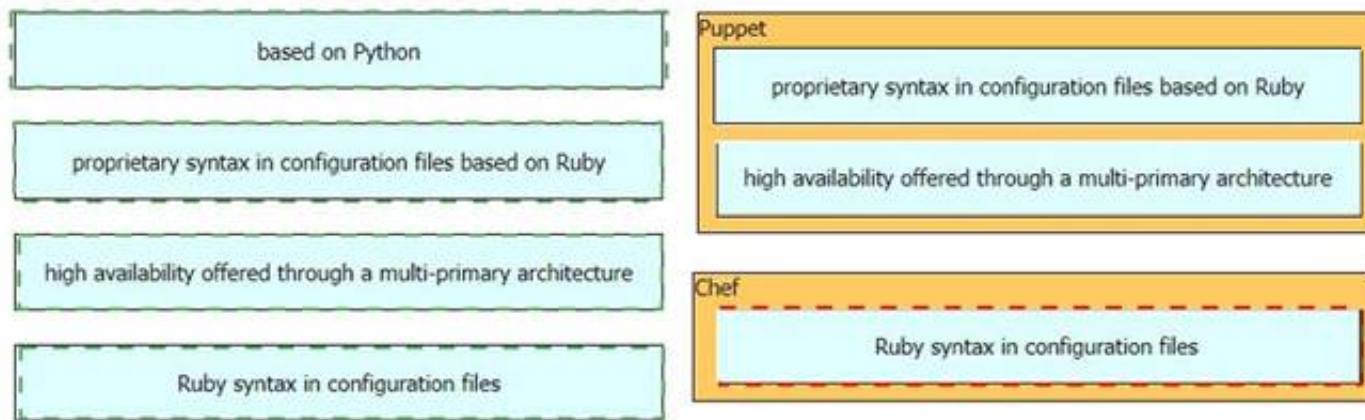 based on Python
proprietary syntax in configuration files based on Ruby
high availability offered through a multi-primary architecture
Ruby syntax in configuration files
Puppet
proprietary syntax in configuration files based on Ruby
high availability offered through a multi-primary architecture
Chef
Ruby syntax in configuration files